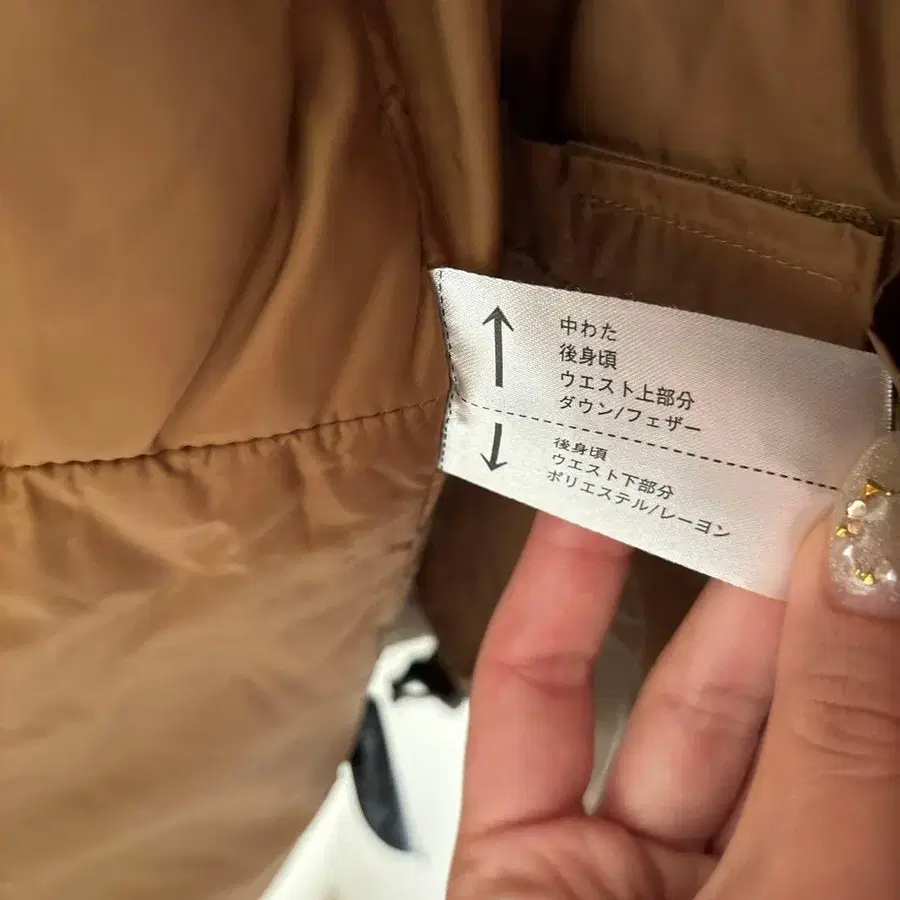 中わた
後身頃
ウエスト上部分
ダウン/フェザー
後身頃
ウエスト下部分
ポリエステル/レーヨン